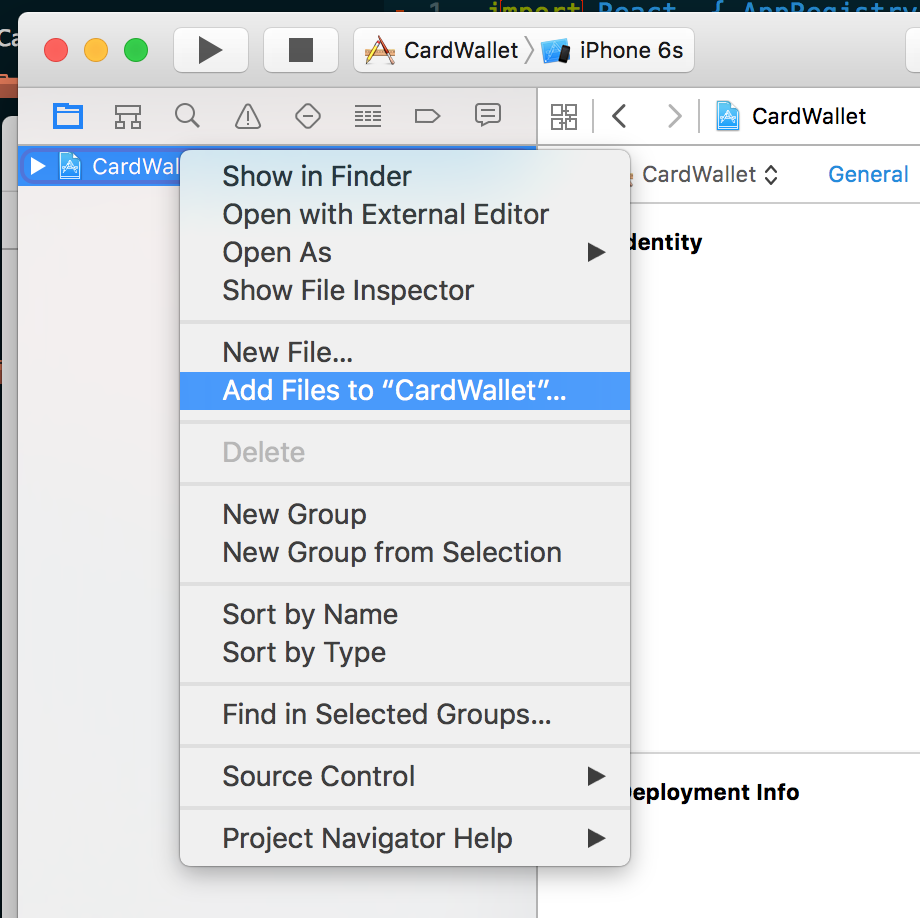 1 import React, { AppRegistry
Ca
CardWallet iPhone 6s
CardWallet
CardWal
CardWallet General
Identity
Show in Finder
Open with External Editor
Open As
Show File Inspector
New File...
Add Files to “CardWallet”...
Delete
New Group
New Group from Selection
Sort by Name
Sort by Type
Find in Selected Groups...
Source Control
Project Navigator Help
Deployment Info